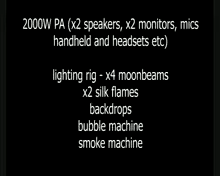 2000W PA (x2 speakers, x2 monitors, mics
handheld and headsets etc)
lighting rig - x4 moonbeams
x2 silk flames
backdrops
bubble machine
smoke machine